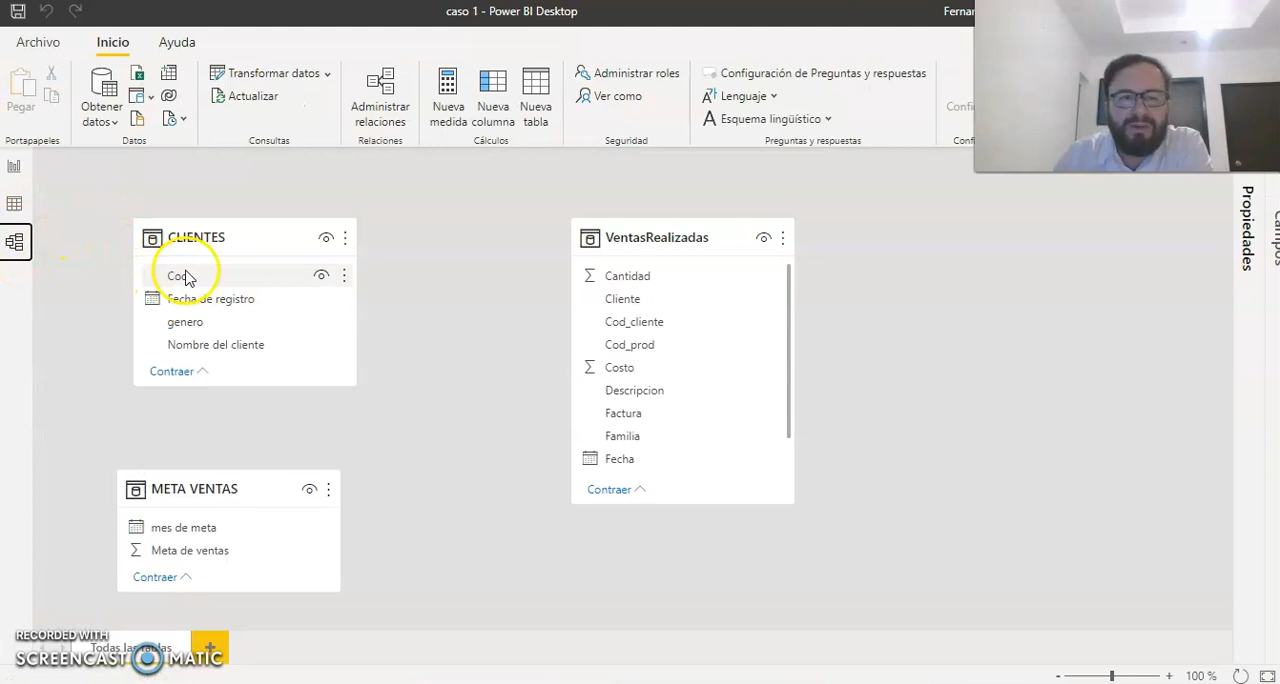 caso 1 - Power BI Desktop
Archivo
Inicio
Ayuda
Pegar
Portapapeles
Obtener
datos
Datos
Transformar datos
Actualizar
Consultas
Administrar
relaciones
Relaciones
Nueva
medida
Nueva
columna
Nueva
tabla
Cálculos
Administrar roles
Ver como
Seguridad
Configuración de Preguntas y respuestas
Lenguaje
Esquema lingüístico
Preguntas y respuestas
CLIENTES
Fecha de registro
genero
Nombre del cliente
Contraer
META VENTAS
mes de meta
Meta de ventas
Contraer
VentasRealizadas
Cantidad
Cliente
Cod_cliente
Cod_prod
Costo
Descripcion
Factura
Familia
Fecha
Contraer
Propiedades
Campos
Todas las tablas
RECORDED WITH
SCREENCAST MATIC
- + 100 %